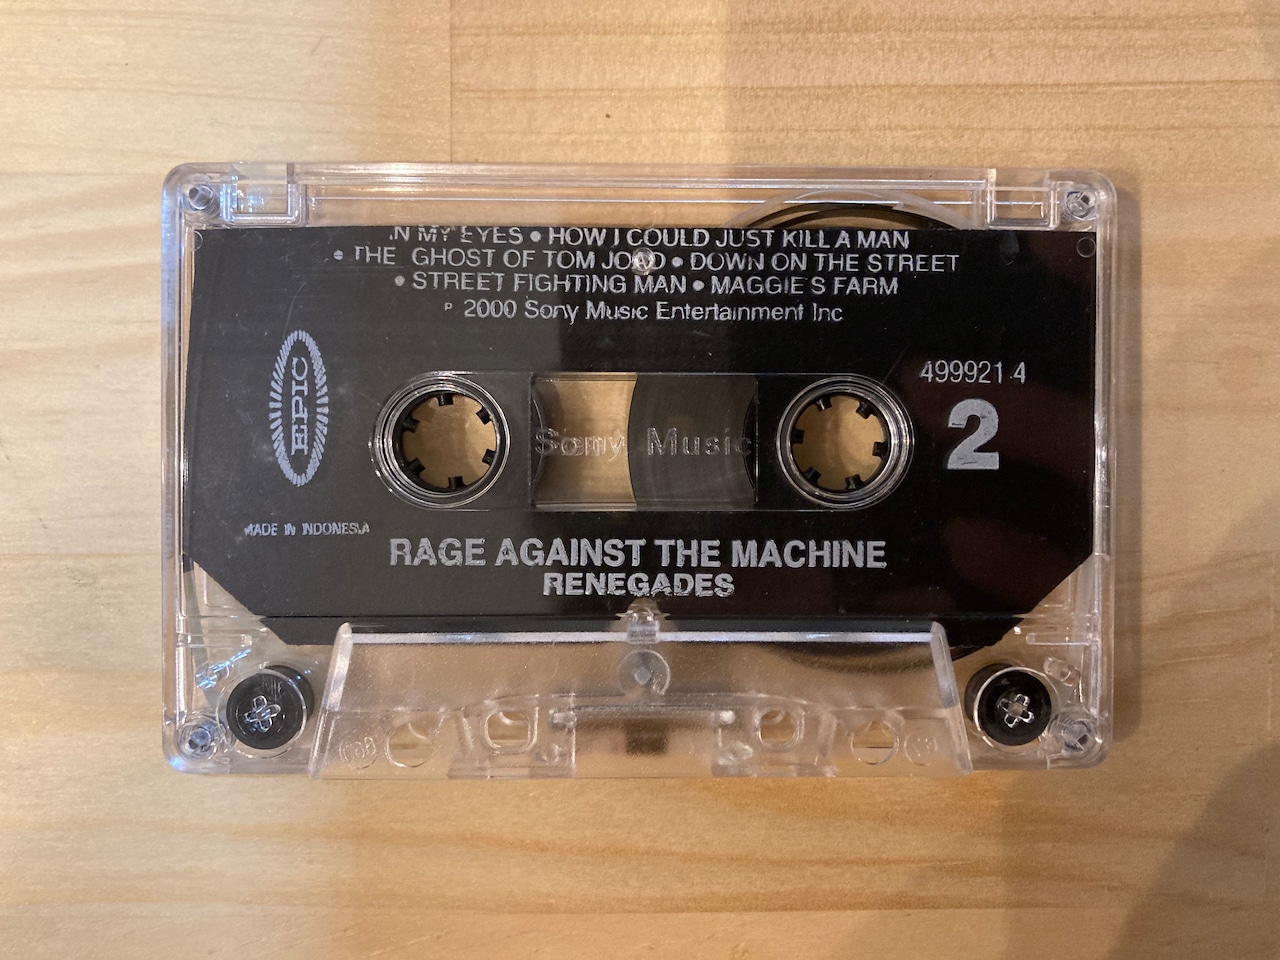 IN MY EYES • HOW I COULD JUST KILL A MAN
• THE GHOST OF TOM JOAD • DOWN ON THE STREET
• STREET FIGHTING MAN • MAGGIE'S FARM
℗ 2000 Sony Music Entertainment Inc
EPIC
499921 4
2
Sony Music
MADE IN INDONESIA
RAGE AGAINST THE MACHINE
RENEGADES